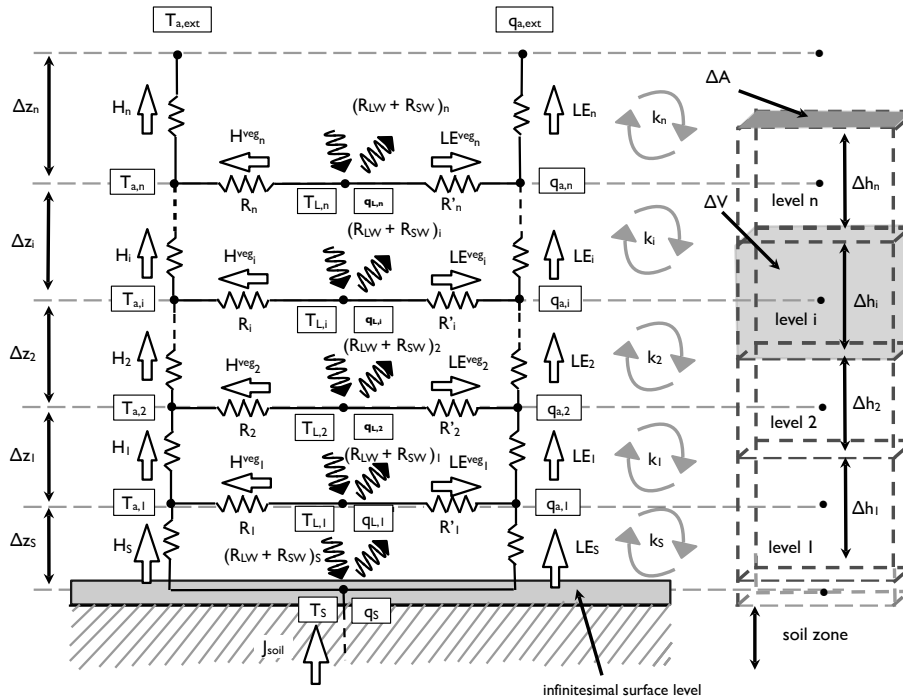 Ta,ext
qa,ext
Δzn
Hn
(RLW + RSW)n
LEn
kn
ΔA
Hvegn
LEvegn
Ta,n
Rn
TL,n
qL,n
R'n
qa,n
level n
Δhn
ΔV
Δzi
Hi
(RLW + RSW)i
LEi
ki
Hvegi
LEvegi
Ta,i
Ri
TL,i
qL,i
R'i
qa,i
level i
Δhi
Δz2
H2
(RLW + RSW)2
LE2
k2
Hveg2
LEveg2
Ta,2
R2
TL,2
qL,2
R'2
qa,2
level 2
Δh2
Δz1
H1
(RLW + RSW)1
LE1
k1
Hveg1
LEveg1
Ta,1
R1
TL,1
qL,1
R'1
qa,1
level 1
Δh1
ΔzS
HS
(RLW + RSW)S
LES
kS
TS
qS
Jsoil
soil zone
infinitesimal surface level